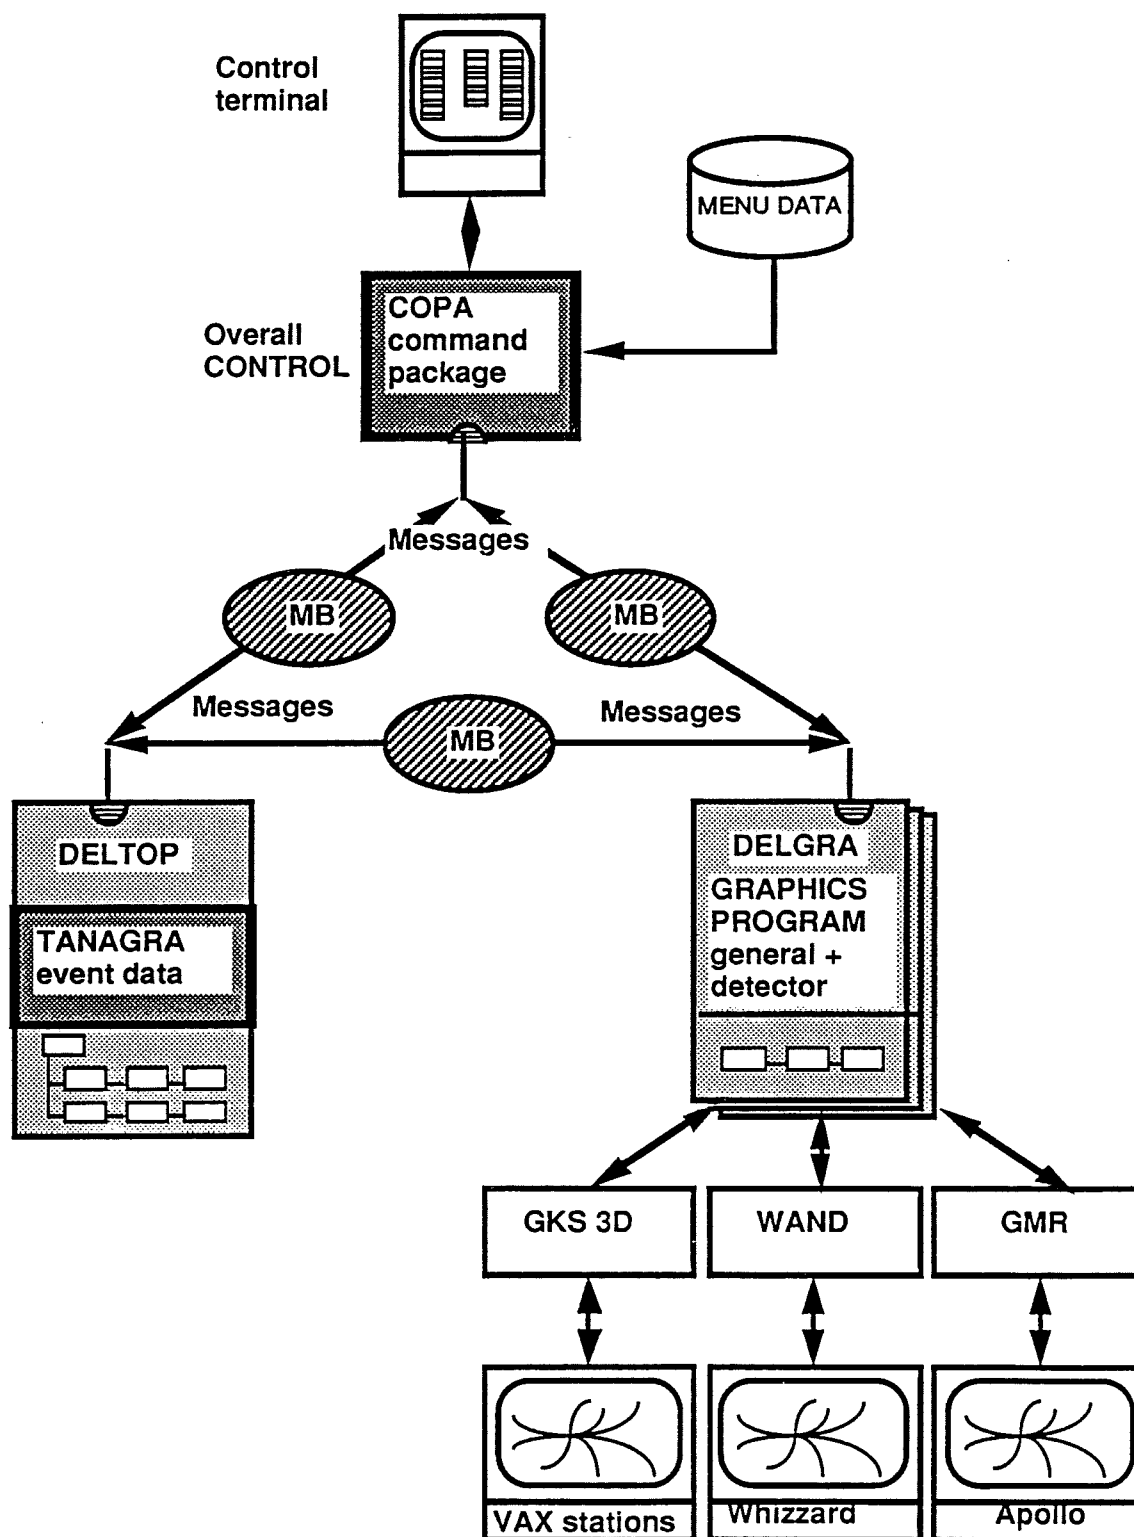 Control
terminal
MENU DATA
COPA
command
package
Overall
CONTROL
Messages
MB
MB
Messages
Messages
MB
DELTOP
TANAGRA
event data
DELGRA
GRAPHICS
PROGRAM
general +
detector
GKS 3D
WAND
GMR
VAX stations
Whizzard
Apollo